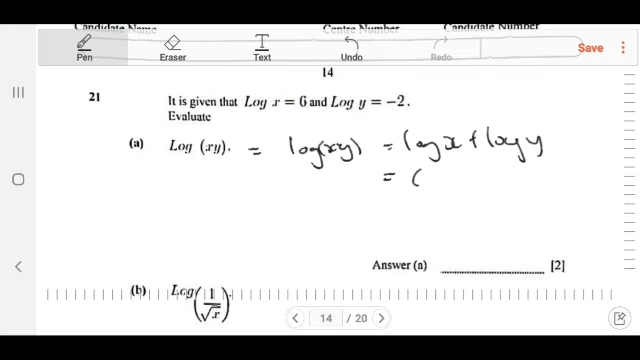 Candidate Name Centre Number Candidate Number
Pen Eraser Text Undo Redo Save
14
21 It is given that Log x = 6 and Log y = −2.
Evaluate
(a) Log (xy). = log(xy) = log x + log y
= (
Answer (a) [2]
(b) Log (1/√x).
14 / 20